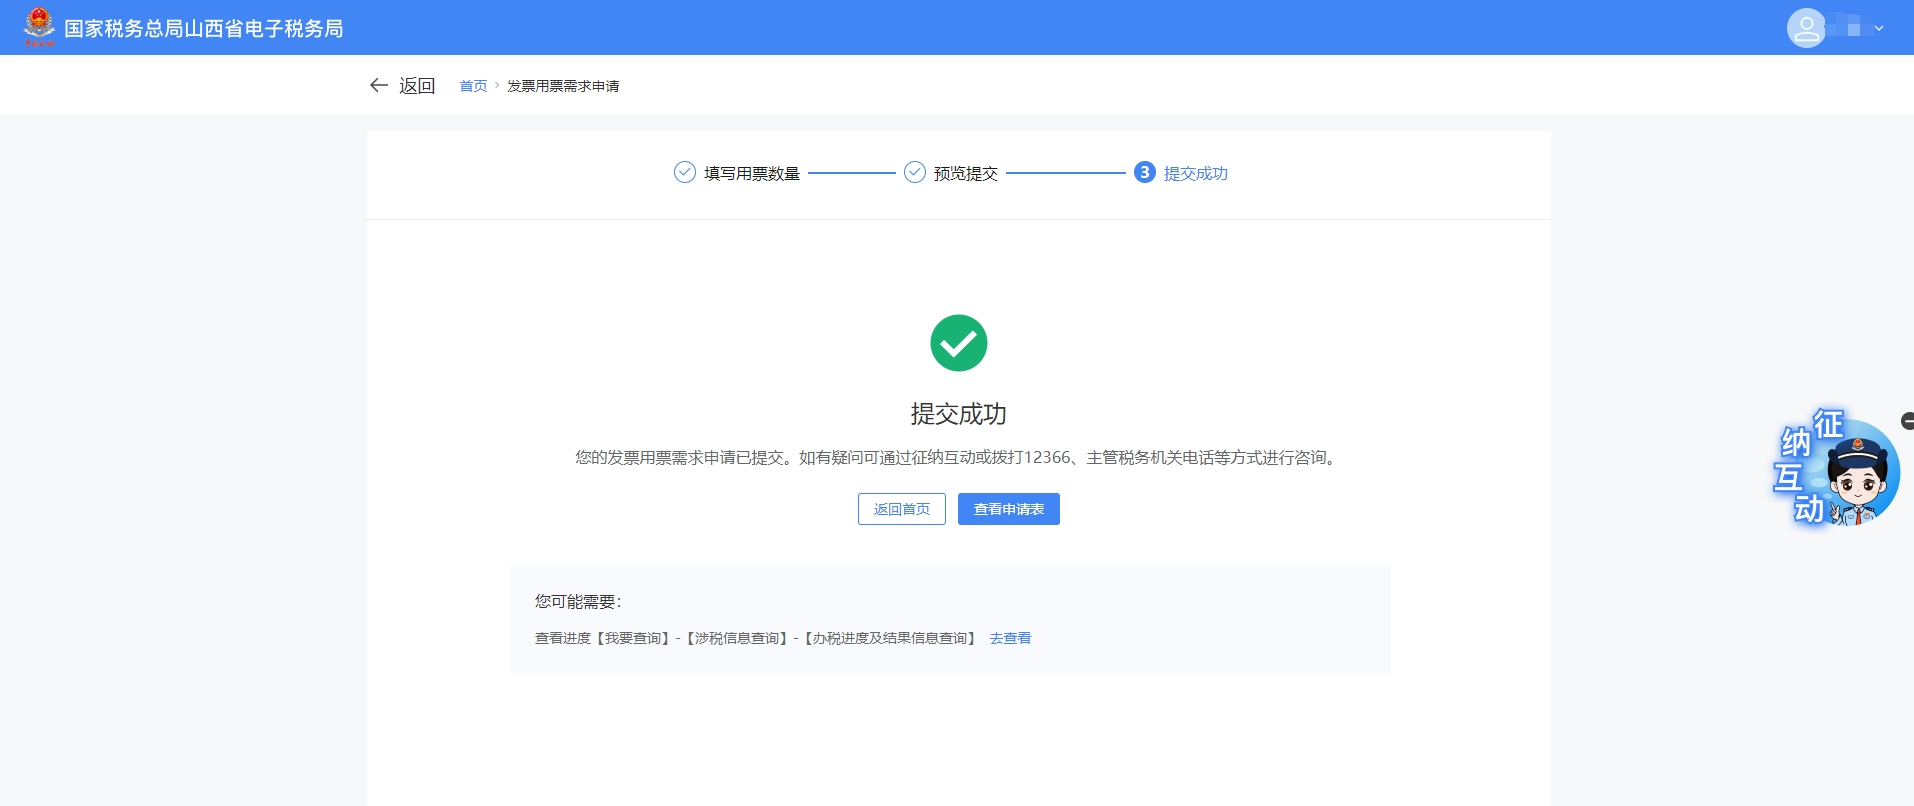 国家税务总局山西省电子税务局
返回 首页 > 发票用票需求申请
填写用票数量 预览提交 3 提交成功
提交成功
您的发票用票需求申请已提交。如有疑问可通过征纳互动或拨打12366、主管税务机关电话等方式进行咨询。
返回首页 查看申请表
您可能需要：
查看进度【我要查询】-【涉税信息查询】-【办税进度及结果信息查询】 去查看
征纳互动